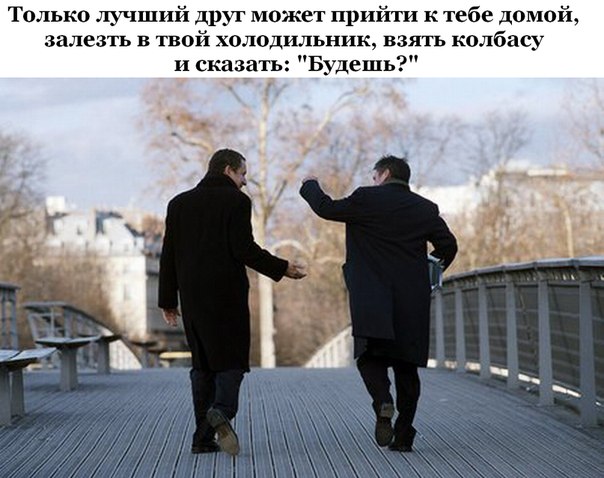 Только лучший друг может прийти к тебе домой,
залезть в твой холодильник, взять колбасу
и сказать: "Будешь?"